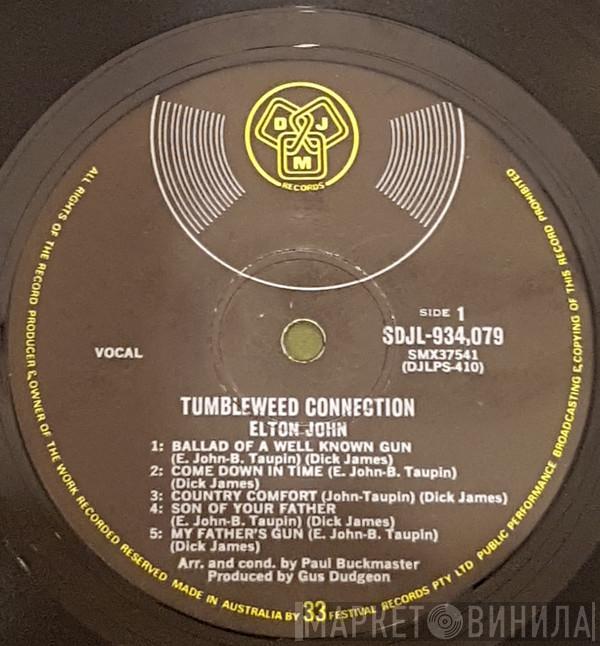 D J M
RECORDS
SIDE 1
SDJL-934,079
SMX37541
(DJLPS-410)
VOCAL
TUMBLEWEED CONNECTION
ELTON JOHN
1: BALLAD OF A WELL KNOWN GUN
(E. John-B. Taupin) (Dick James)
2: COME DOWN IN TIME (E. John-B. Taupin)
(Dick James)
3: COUNTRY COMFORT (John-Taupin) (Dick James)
4: SON OF YOUR FATHER
(E. John-B. Taupin) (Dick James)
5: MY FATHER'S GUN (E. John-B. Taupin)
(Dick James)
Arr. and cond. by Paul Buckmaster
Produced by Gus Dudgeon
ALL RIGHTS OF THE RECORD PRODUCER & OWNER OF THE WORK RECORDED RESERVED MADE IN AUSTRALIA BY 33 FESTIVAL RECORDS PTY LTD PUBLIC PERFORMANCE BROADCASTING & COPYING OF THIS RECORD PROHIBITED
МАРКЕТ ВИНИЛА